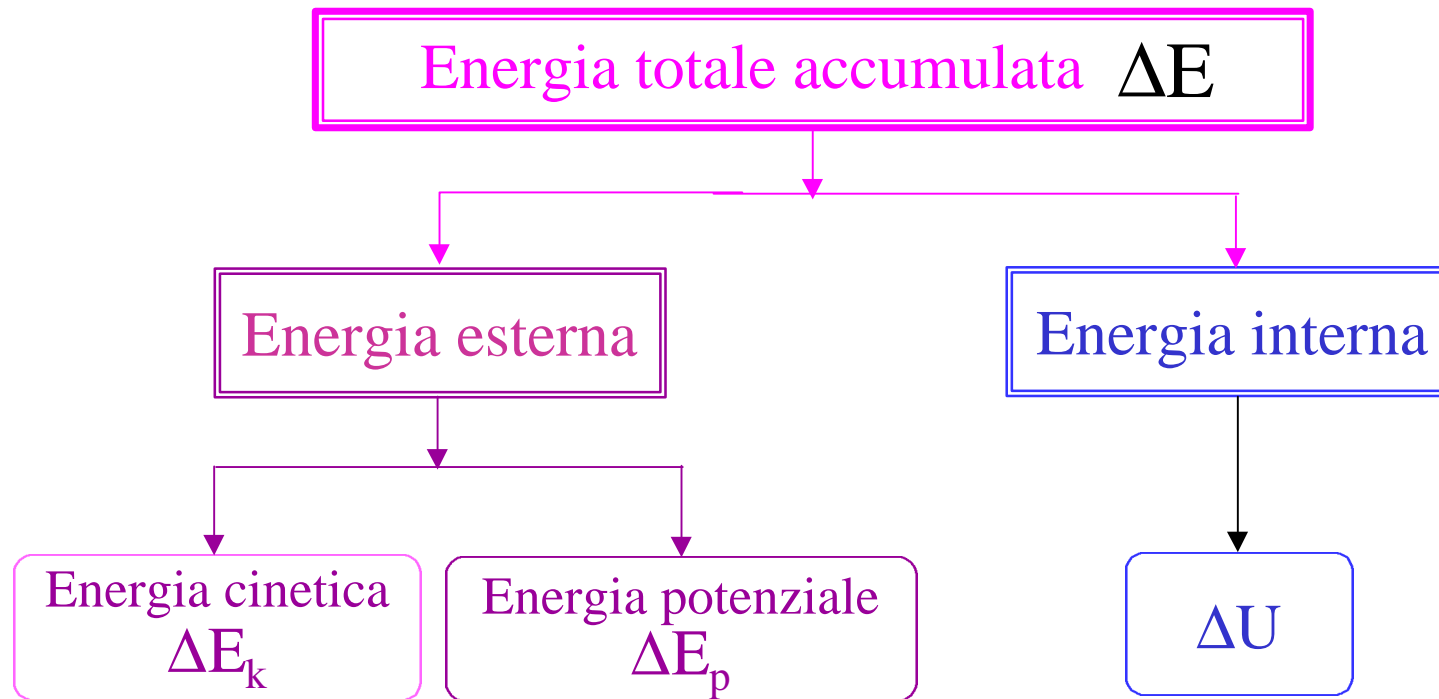 Energia totale accumulata ΔE
Energia esterna
Energia interna
Energia cinetica
ΔEₖ
Energia potenziale
ΔEₚ
ΔU